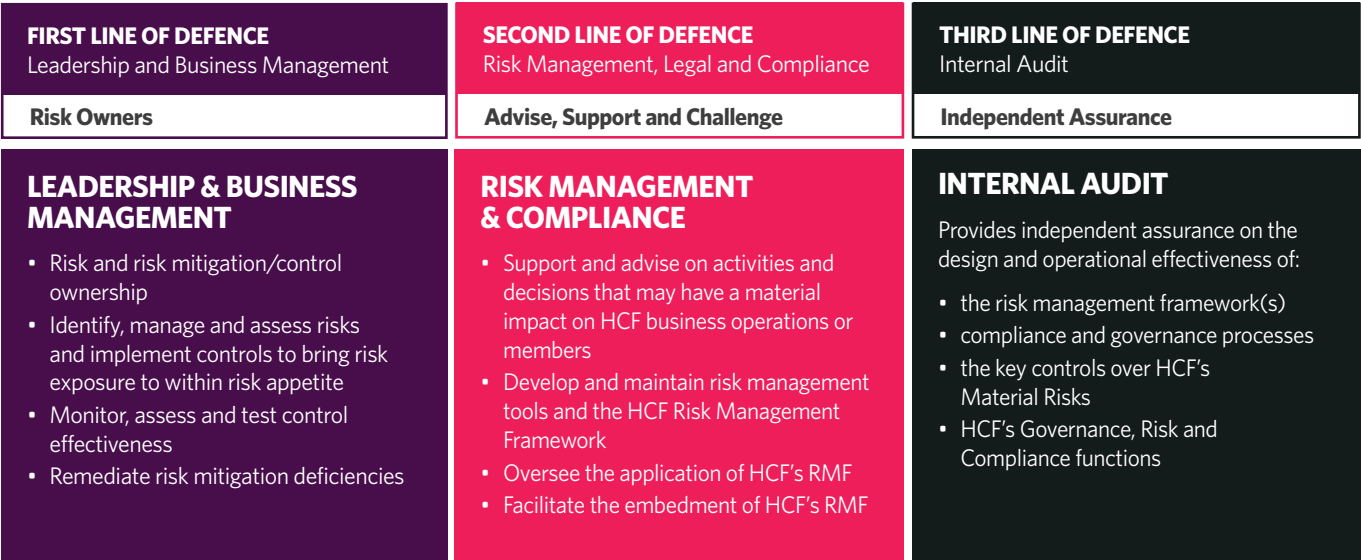 FIRST LINE OF DEFENCE
Leadership and Business Management
Risk Owners
LEADERSHIP & BUSINESS
MANAGEMENT
• Risk and risk mitigation/control
ownership
• Identify, manage and assess risks
and implement controls to bring risk
exposure to within risk appetite
• Monitor, assess and test control
effectiveness
• Remediate risk mitigation deficiencies
SECOND LINE OF DEFENCE
Risk Management, Legal and Compliance
Advise, Support and Challenge
RISK MANAGEMENT
& COMPLIANCE
• Support and advise on activities and
decisions that may have a material
impact on HCF business operations or
members
• Develop and maintain risk management
tools and the HCF Risk Management
Framework
• Oversee the application of HCF's RMF
• Facilitate the embedment of HCF's RMF
THIRD LINE OF DEFENCE
Internal Audit
Independent Assurance
INTERNAL AUDIT
Provides independent assurance on the
design and operational effectiveness of:
• the risk management framework(s)
• compliance and governance processes
• the key controls over HCF's
Material Risks
• HCF's Governance, Risk and
Compliance functions